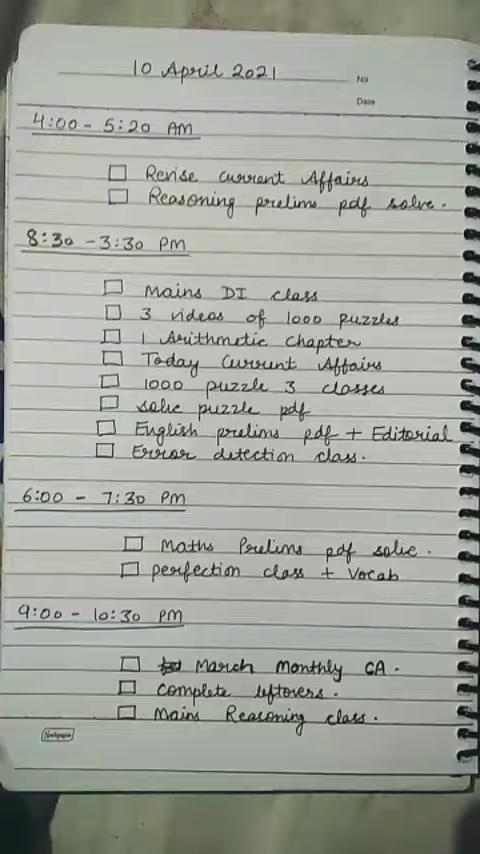 10 April 2021
No
Date
4:00 - 5:20 AM
Revise Current Affairs
Reasoning prelims pdf solve.
8:30 - 3:30 PM
Mains DI class
3 videos of 1000 puzzles
1 Arithmetic Chapter
Today Current Affairs
1000 puzzle 3 classes
solve puzzle pdf
English prelims pdf + Editorial
Error detection class.
6:00 - 7:30 PM
Maths Prelims pdf solve.
perfection class + Vocab
9:00 - 10:30 PM
March Monthly CA.
complete leftovers.
Mains Reasoning class.